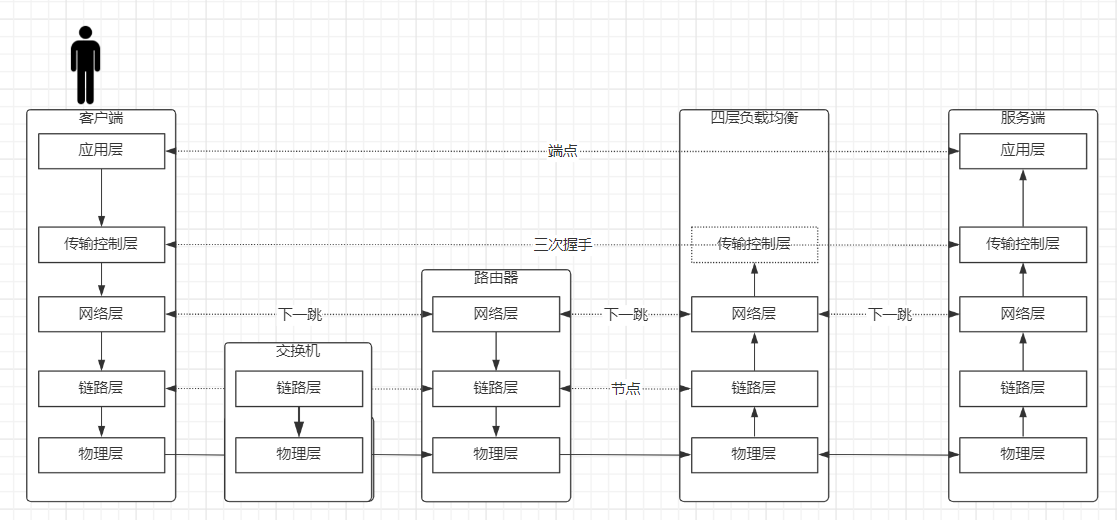 客户端
四层负载均衡
服务端
应用层
端点
应用层
传输控制层
三次握手
传输控制层
传输控制层
路由器
网络层
下一跳
网络层
下一跳
网络层
下一跳
网络层
交换机
链路层
链路层
链路层
节点
链路层
链路层
物理层
物理层
物理层
物理层
物理层